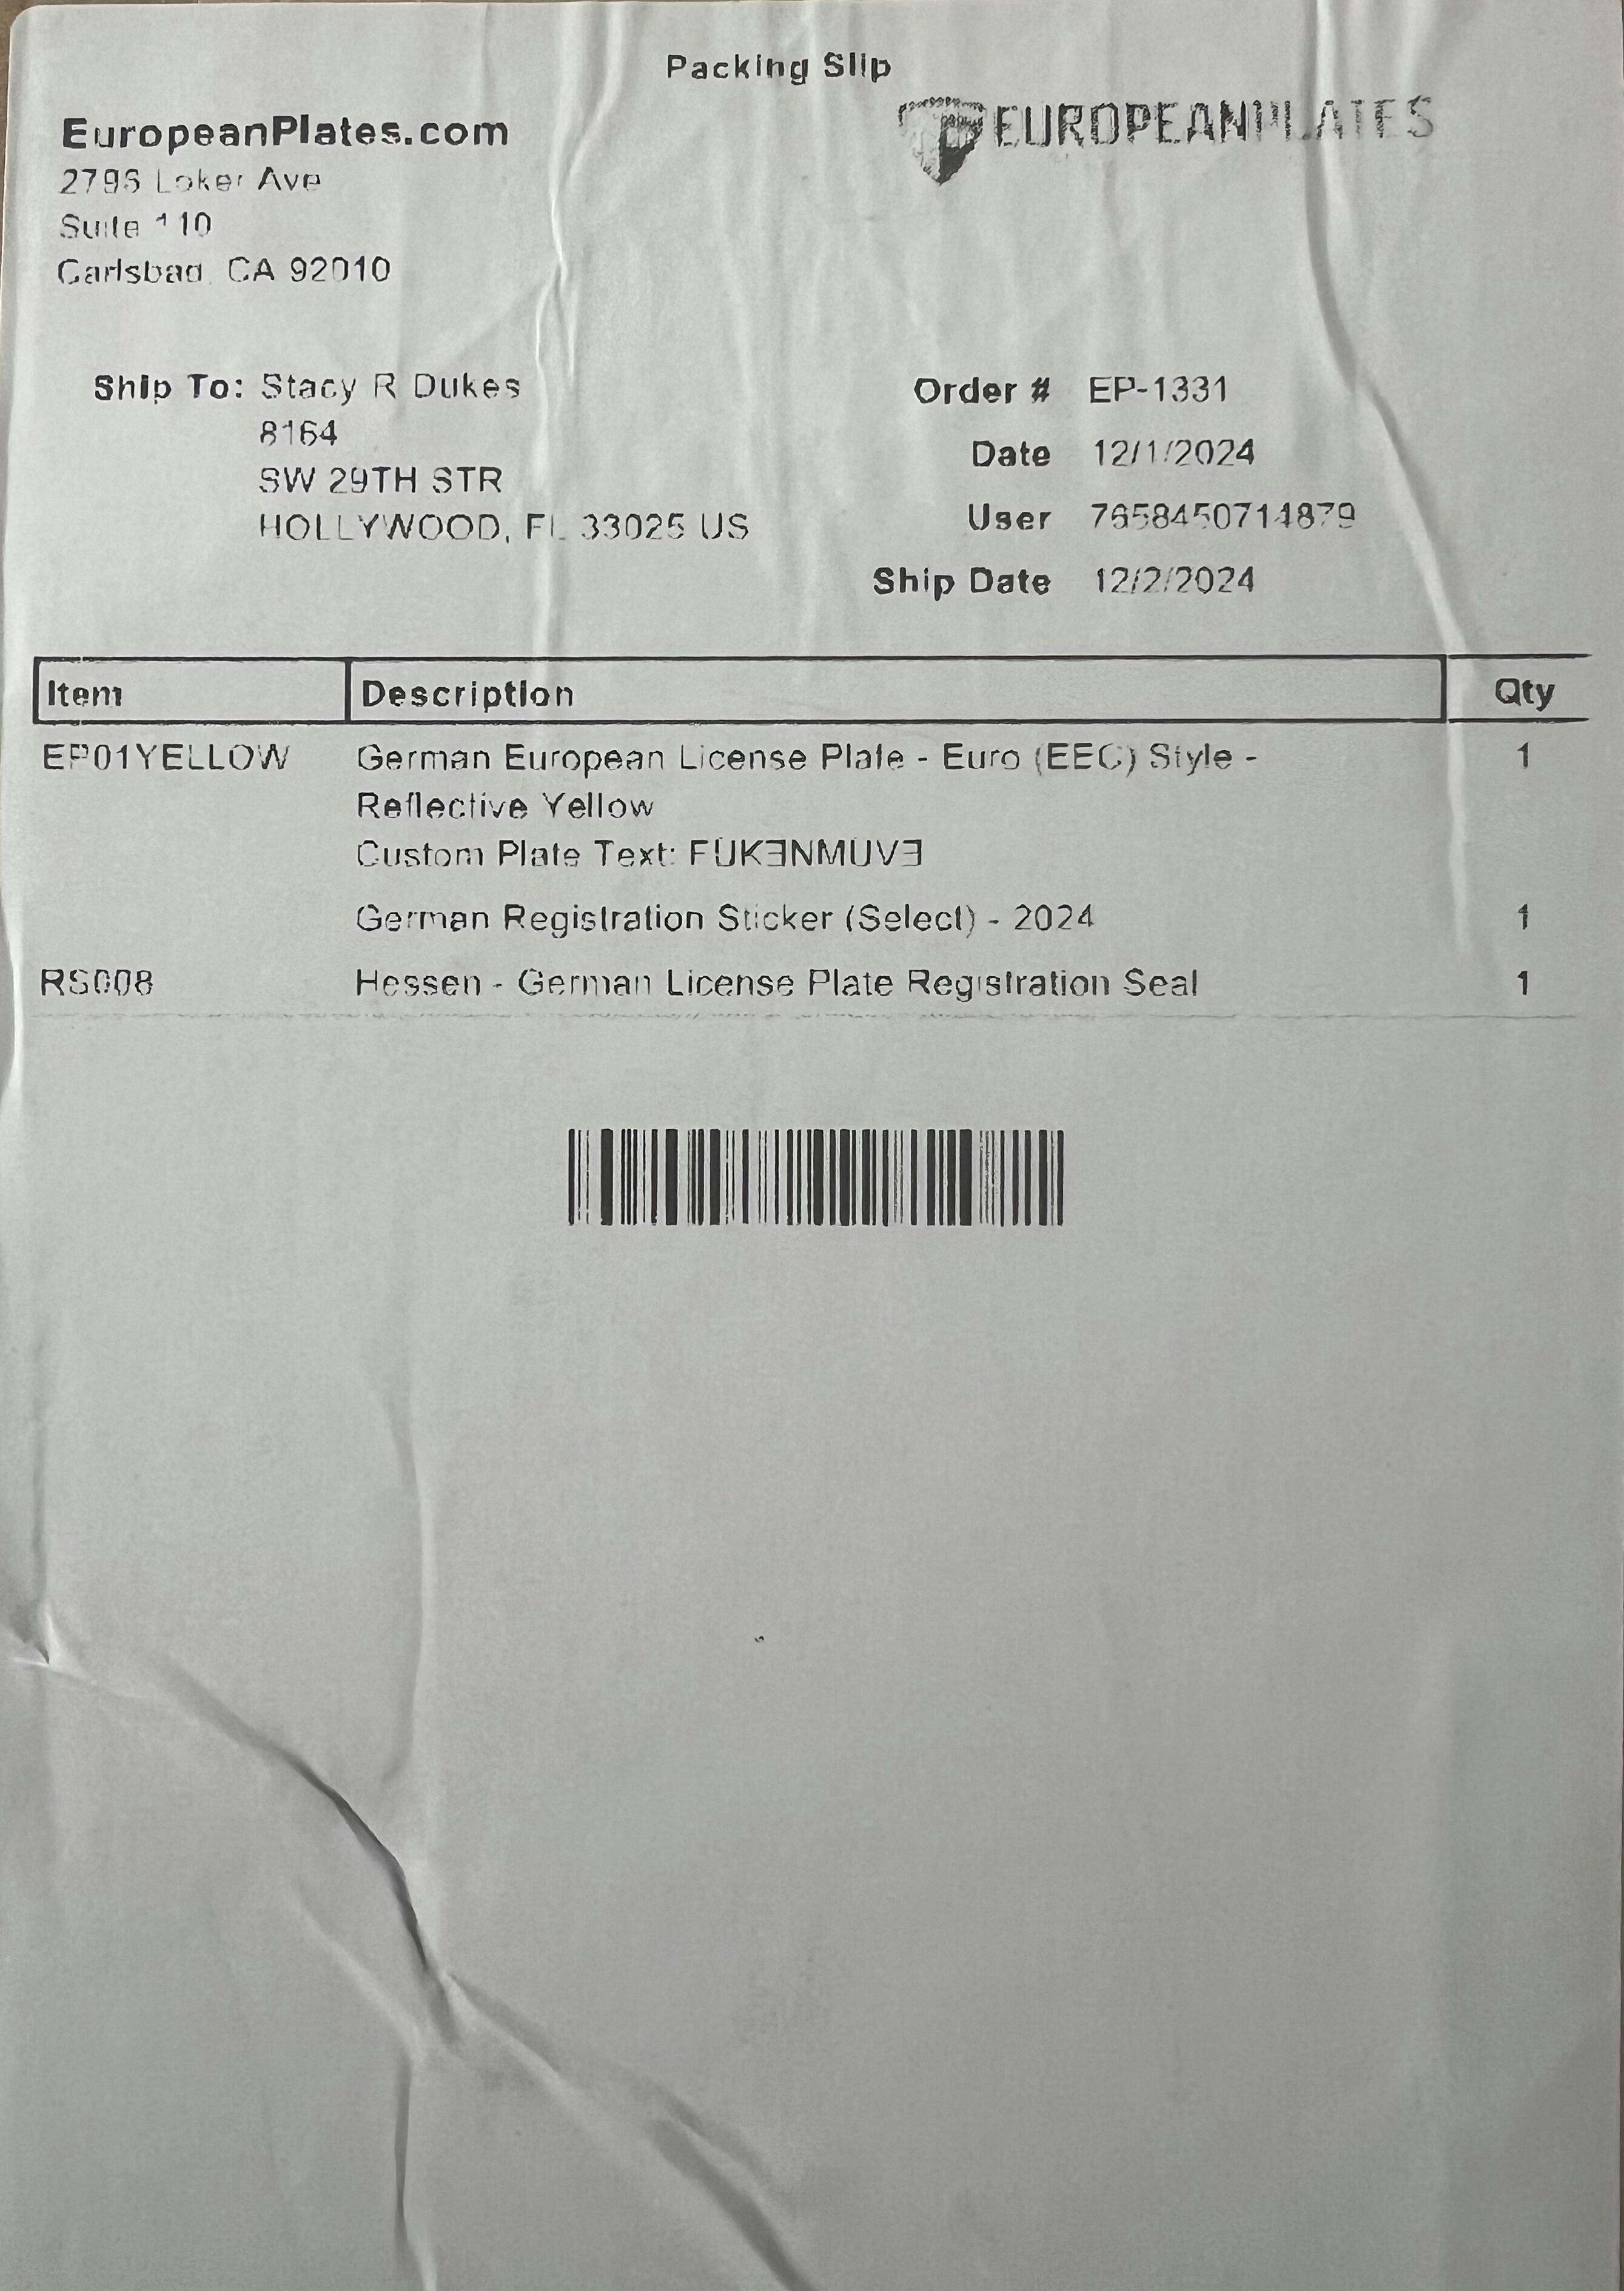 Packing Slip
EuropeanPlates.com
EUROPEANPLATES
2796 Loker Ave
Suite 110
Carlsbad, CA 92010
Ship To: Stacy R Dukes
8164
SW 29TH STR
HOLLYWOOD, FL 33025 US
Order # EP-1331
Date 12/1/2024
User 7658450714879
Ship Date 12/2/2024
Item Description Qty
EP01YELLOW German European License Plate - Euro (EEC) Style - 1
Reflective Yellow
Custom Plate Text: FUKƎNMUVƎ
German Registration Sticker (Select) - 2024 1
RS008 Hessen - German License Plate Registration Seal 1